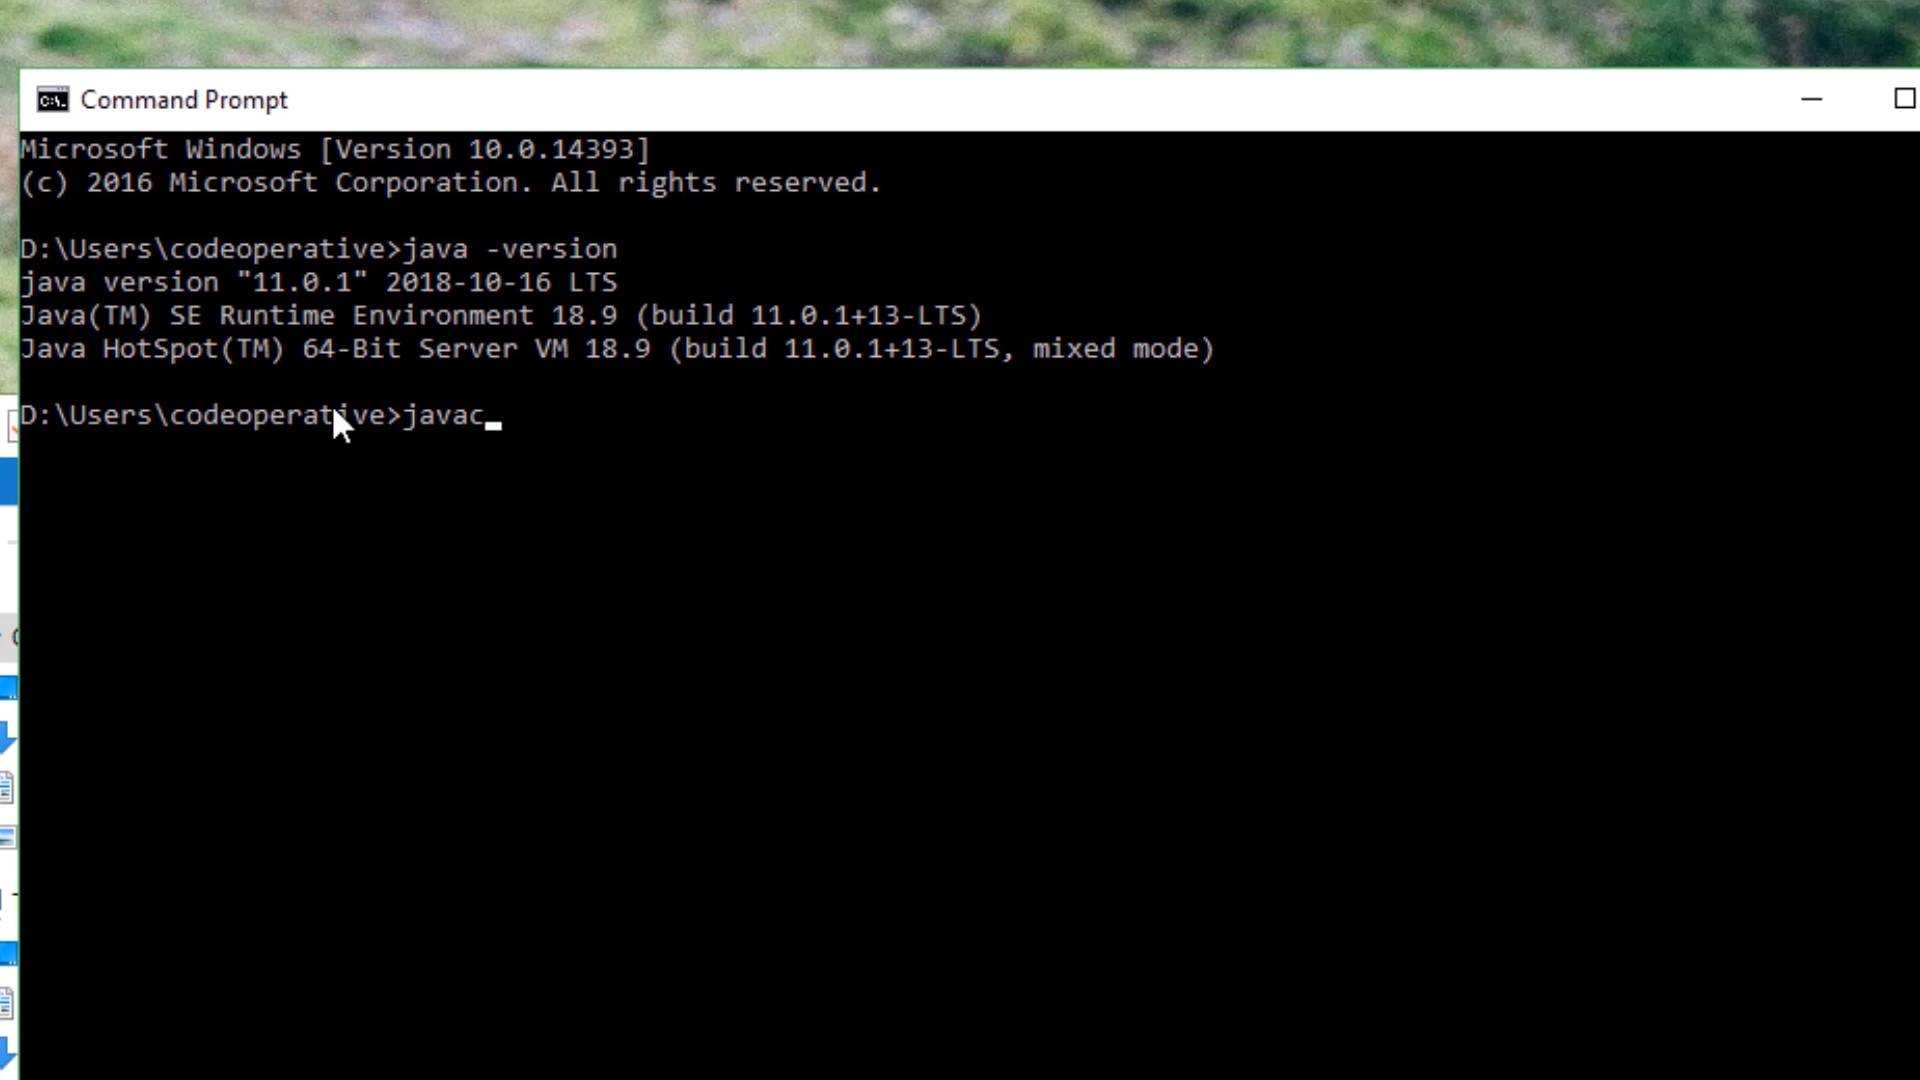 Command Prompt
Microsoft Windows [Version 10.0.14393]
(c) 2016 Microsoft Corporation. All rights reserved.
D:\Users\codeoperative>java -version
java version "11.0.1" 2018-10-16 LTS
Java(TM) SE Runtime Environment 18.9 (build 11.0.1+13-LTS)
Java HotSpot(TM) 64-Bit Server VM 18.9 (build 11.0.1+13-LTS, mixed mode)
D:\Users\codeoperative>javac